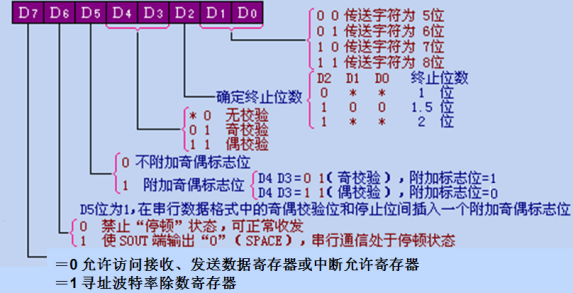 D7 D6 D5 D4 D3 D2 D1 D0
0 0 传送字符为 5位
0 1 传送字符为 6位
1 0 传送字符为 7位
1 1 传送字符为 8位
确定终止位数
D2 D1 D0 终止位数
0 * * 1 位
1 0 0 1.5 位
1 * * 2 位
* 0 无校验
0 1 奇校验
1 1 偶校验
0 不附加奇偶标志位
1 附加奇偶标志位
D4 D3=0 1(奇校验),附加标志位=1
D4 D3=1 1(偶校验),附加标志位=0
D5位为1,在串行数据格式中的奇偶校验位和停止位间插入一个附加奇偶标志位
0 禁止“停顿”状态,可正常收发
1 使SOUT端输出“0”(SPACE),串行通信处于停顿状态
=0 允许访问接收、发送数据寄存器或中断允许寄存器
=1 寻址波特率除数寄存器